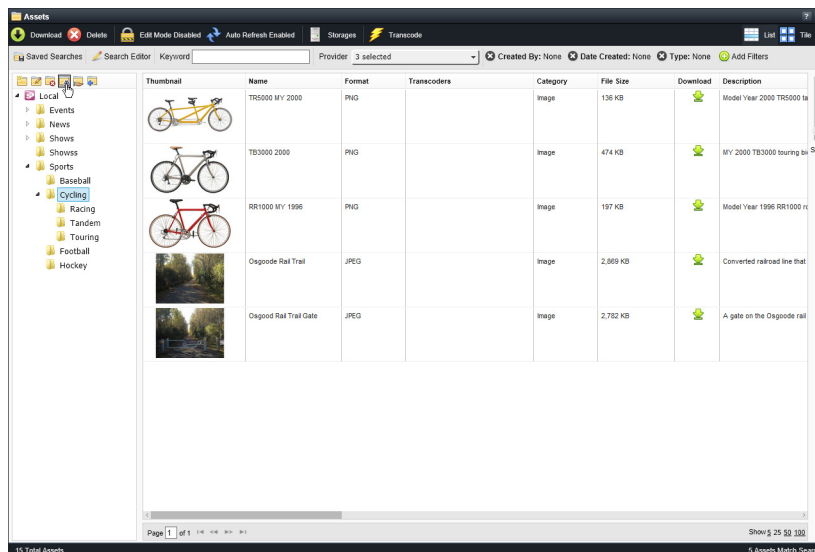 Assets ?
Download Delete Edit Mode Disabled Auto Refresh Enabled Storages Transcode List Tile
Saved Searches Search Editor Keyword Provider 3 selected Created By: None Date Created: None Type: None Add Filters
Thumbnail Name Format Transcoders Category File Size Download Description
Local
Events
News
Shows
Showss
Sports
Baseball
Cycling
Racing
Tandem
Touring
Football
Hockey
TR5000 MY 2000 PNG Image 136 KB Model Year 2000 TR5000 ta
TB3000 2000 PNG Image 474 KB MY 2000 TB3000 touring bi
RR1000 MY 1996 PNG Image 197 KB Model Year 1996 RR1000 ro
Osgoode Rail Trail JPEG Image 2,869 KB Converted railroad line that
Osgood Rail Trail Gate JPEG Image 2,782 KB A gate on the Osgoode rail
Page 1 of 1 Show 5 25 50 100
15 Total Assets 5 Assets Match Sear